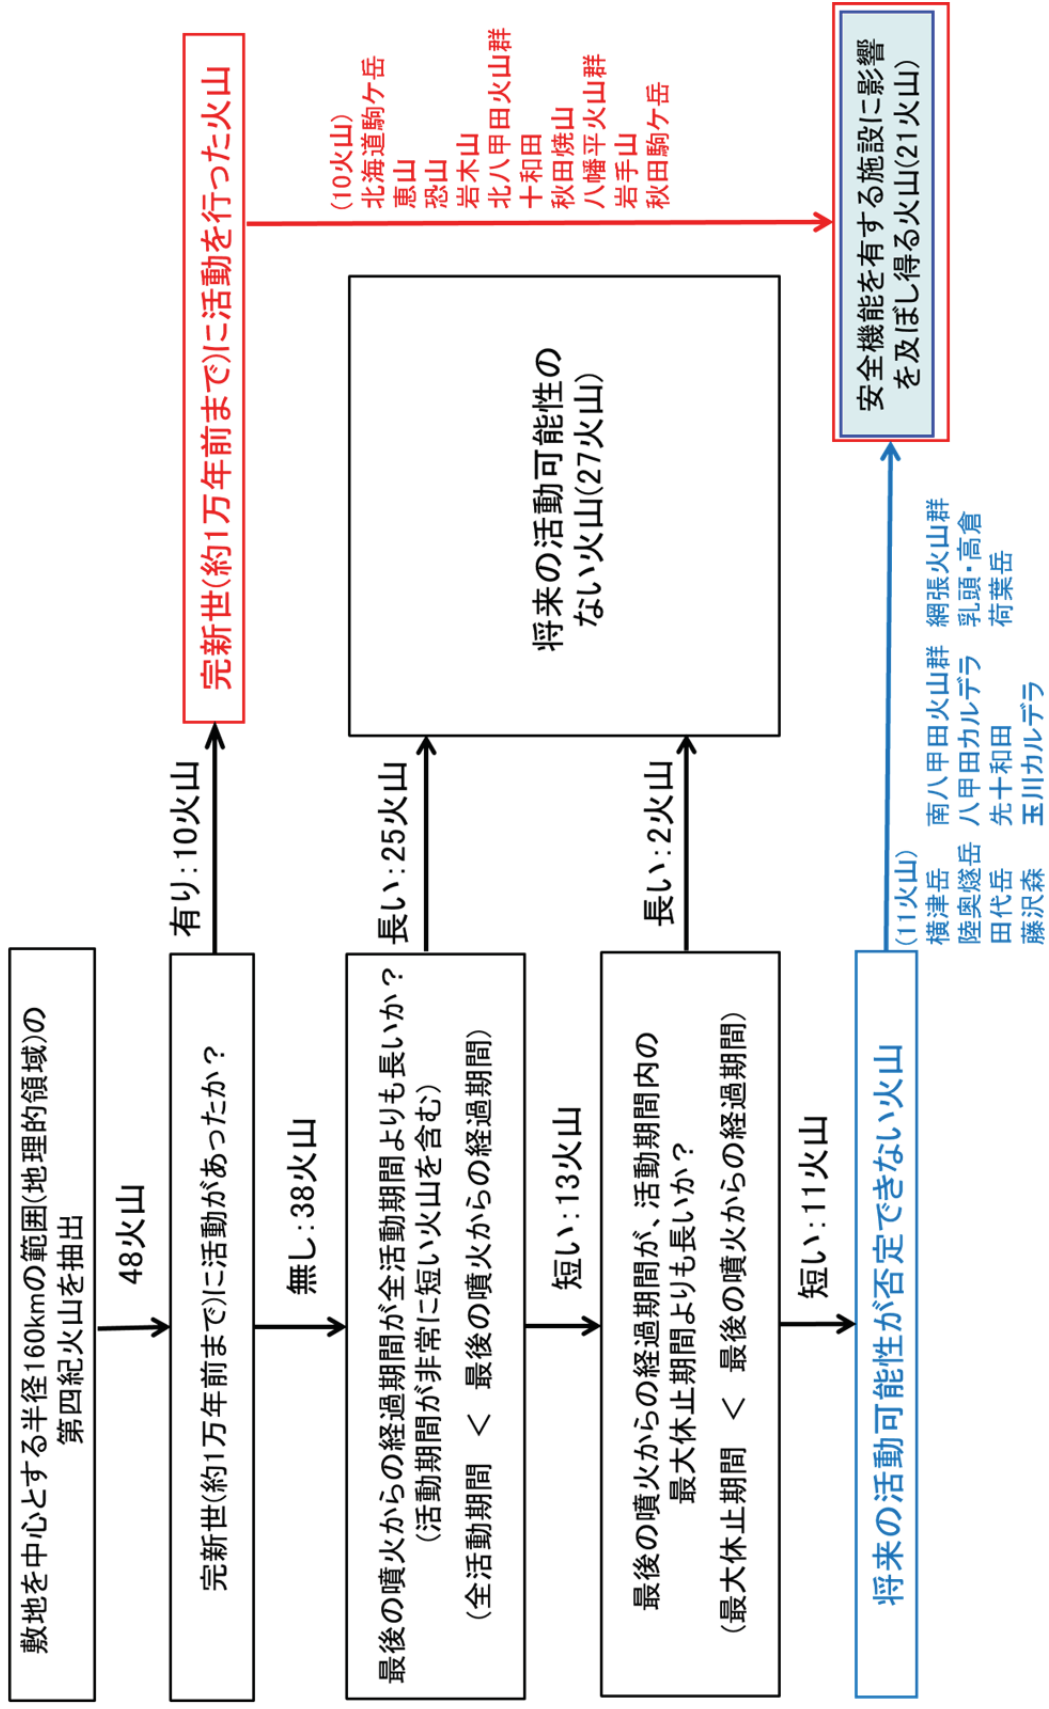 敷地を中心とする半径160kmの範囲(地理的領域)の
第四紀火山を抽出
48火山
完新世(約1万年前まで)に活動があったか？
有り：10火山
完新世(約1万年前まで)に活動を行った火山
(10火山)
北海道駒ケ岳
恵山
恐山
岩木山
北八甲田火山群
十和田
秋田焼山
八幡平火山群
岩手山
秋田駒ケ岳
無し：38火山
最後の噴火からの経過期間が全活動期間よりも長いか？
(活動期間が非常に短い火山を含む)
(全活動期間　＜　最後の噴火からの経過期間)
長い：25火山
将来の活動可能性の
ない火山(27火山)
短い：13火山
最後の噴火からの経過期間が、活動期間内の
最大休止期間よりも長いか？
(最大休止期間　＜　最後の噴火からの経過期間)
長い：2火山
短い：11火山
将来の活動可能性が否定できない火山
(11火山)
横津岳　南八甲田火山群　網張火山群
陸奥燧岳　八甲田カルデラ　乳頭・高倉
田代岳　先十和田　荷葉岳
藤沢森　玉川カルデラ
安全機能を有する施設に影響
を及ぼし得る火山(21火山)